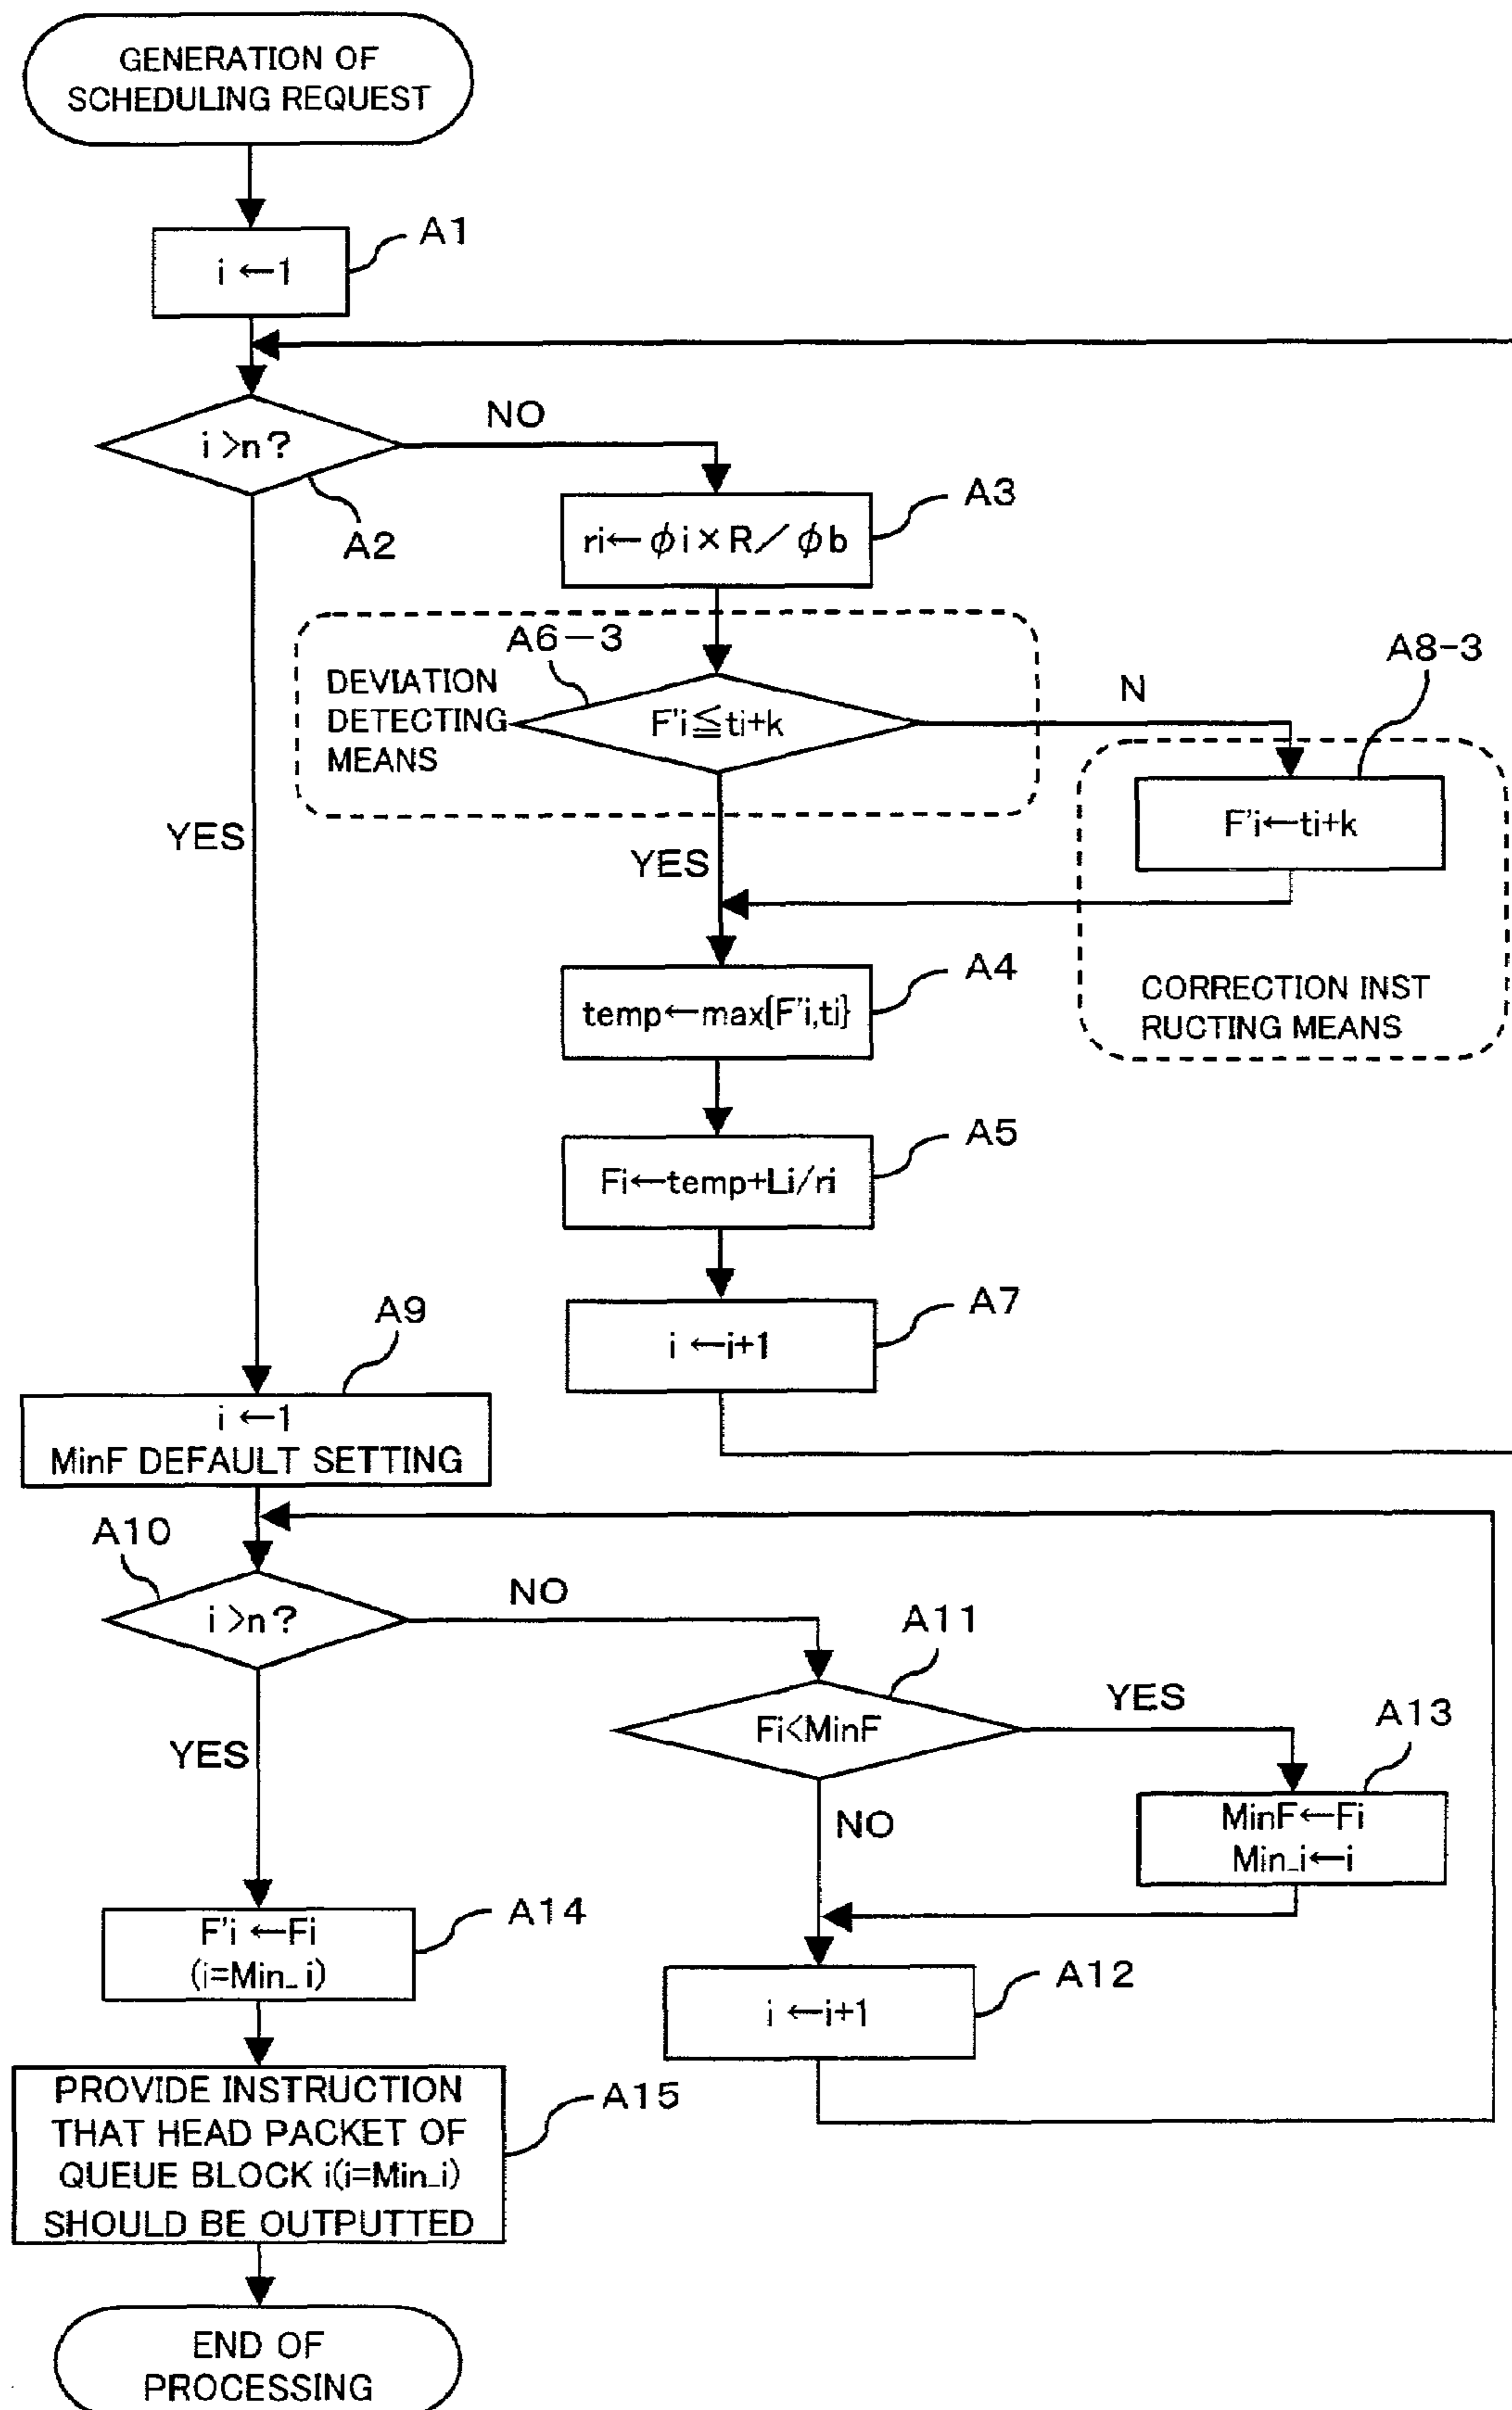 GENERATION OF
SCHEDULING REQUEST
A1
i ←1
i >n?
NO
A2
A3
ri← ϕi×R/ϕb
A6-3
DEVIATION
DETECTING
MEANS
F'i≦ti+k
N
A8-3
F'i←ti+k
YES
YES
CORRECTION INST
RUCTING MEANS
A4
temp←max{F'i,ti}
A5
Fi←temp+Li/ri
A7
i ←i+1
A9
i ←1
MinF DEFAULT SETTING
A10
i >n?
NO
A11
Fi<MinF
YES
A13
MinF←Fi
Min_i←i
YES
NO
A14
F'i ←Fi
(i=Min_i)
A12
i ←i+1
A15
PROVIDE INSTRUCTION
THAT HEAD PACKET OF
QUEUE BLOCK i(i=Min_i)
SHOULD BE OUTPUTTED
END OF
PROCESSING